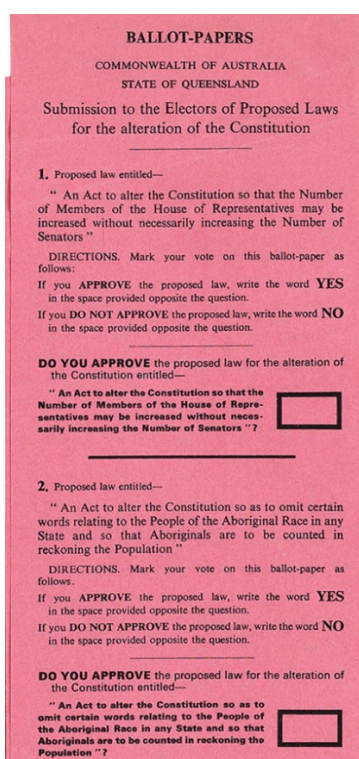 BALLOT-PAPERS
COMMONWEALTH OF AUSTRALIA
STATE OF QUEENSLAND
Submission to the Electors of Proposed Laws
for the alteration of the Constitution
1. Proposed law entitled—
" An Act to alter the Constitution so that the Number
of Members of the House of Representatives may be
increased without necessarily increasing the Number of
Senators "
DIRECTIONS. Mark your vote on this ballot-paper as
follows:
If you APPROVE the proposed law, write the word YES
in the space provided opposite the question.
If you DO NOT APPROVE the proposed law, write the word NO
in the space provided opposite the question.
DO YOU APPROVE the proposed law for the alteration of
the Constitution entitled—
" An Act to alter the Constitution so that the
Number of Members of the House of Repre-
sentatives may be increased without neces-
sarily increasing the Number of Senators "?
2. Proposed law entitled—
" An Act to alter the Constitution so as to omit certain
words relating to the People of the Aboriginal Race in any
State and so that Aboriginals are to be counted in
reckoning the Population "
DIRECTIONS. Mark your vote on this ballot-paper as
follows.
If you APPROVE the proposed law, write the word YES
in the space provided opposite the question.
If you DO NOT APPROVE the proposed law, write the word NO
in the space provided opposite the question.
DO YOU APPROVE the proposed law for the alteration of
the Constitution entitled—
" An Act to alter the Constitution so as to
omit certain words relating to the People of
the Aboriginal Race in any State and so that
Aboriginals are to be counted in reckoning the
Population "?